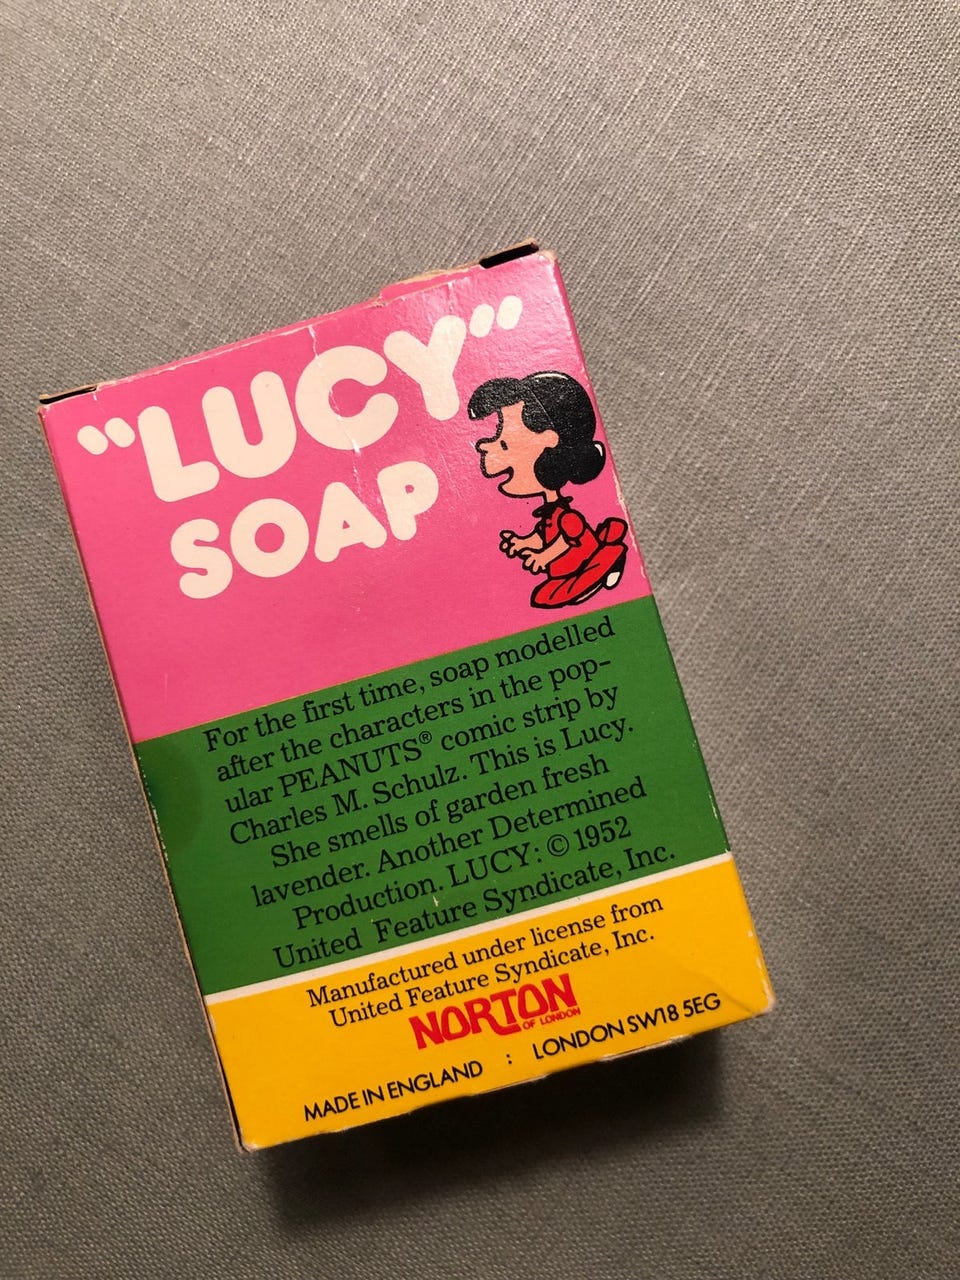 "LUCY"
SOAP
For the first time, soap modelled
after the characters in the pop-
ular PEANUTS® comic strip by
Charles M. Schulz. This is Lucy.
She smells of garden fresh
lavender. Another Determined
Production. LUCY: © 1952
United Feature Syndicate, Inc.
Manufactured under license from
United Feature Syndicate, Inc.
NORTON
OF LONDON
MADE IN ENGLAND : LONDON SW18 5EG